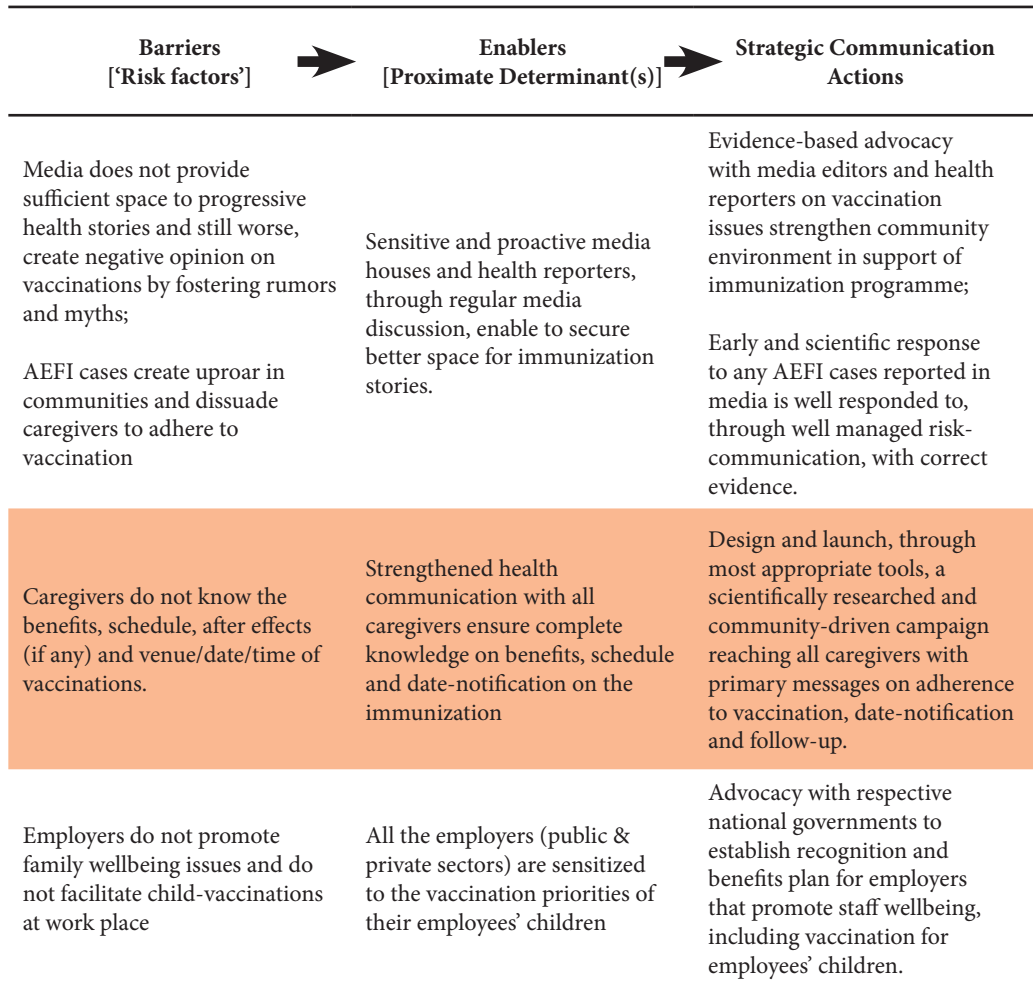 Barriers
['Risk factors']
Enablers
[Proximate Determinant(s)]
Strategic Communication
Actions
Media does not provide
sufficient space to progressive
health stories and still worse,
create negative opinion on
vaccinations by fostering rumors
and myths;
AEFI cases create uproar in
communities and dissuade
caregivers to adhere to
vaccination
Sensitive and proactive media
houses and health reporters,
through regular media
discussion, enable to secure
better space for immunization
stories.
Evidence-based advocacy
with media editors and health
reporters on vaccination
issues strengthen community
environment in support of
immunization programme;
Early and scientific response
to any AEFI cases reported in
media is well responded to,
through well managed risk-
communication, with correct
evidence.
Caregivers do not know the
benefits, schedule, after effects
(if any) and venue/date/time of
vaccinations.
Strengthened health
communication with all
caregivers ensure complete
knowledge on benefits, schedule
and date-notification on the
immunization
Design and launch, through
most appropriate tools, a
scientifically researched and
community-driven campaign
reaching all caregivers with
primary messages on adherence
to vaccination, date-notification
and follow-up.
Employers do not promote
family wellbeing issues and do
not facilitate child-vaccinations
at work place
All the employers (public &
private sectors) are sensitized
to the vaccination priorities of
their employees' children
Advocacy with respective
national governments to
establish recognition and
benefits plan for employers
that promote staff wellbeing,
including vaccination for
employees' children.